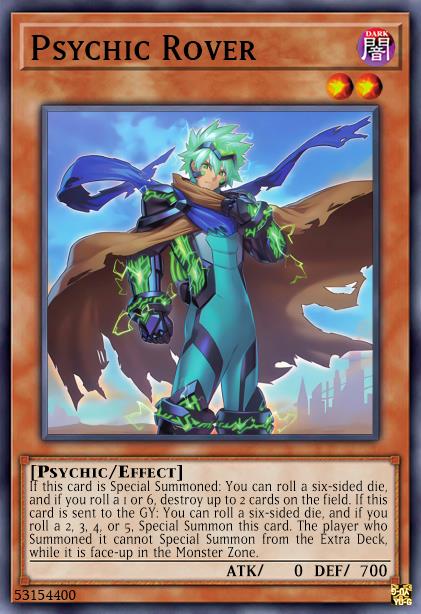 Psychic Rover
DARK
闇
[Psychic/Effect]
If this card is Special Summoned: You can roll a six-sided die,
and if you roll a 1 or 6, destroy up to 2 cards on the field. If this
card is sent to the GY: You can roll a six-sided die, and if you
roll a 2, 3, 4, or 5, Special Summon this card. The player who
Summoned it cannot Special Summon from the Extra Deck,
while it is face-up in the Monster Zone.
ATK/ 0 DEF/ 700
53154400